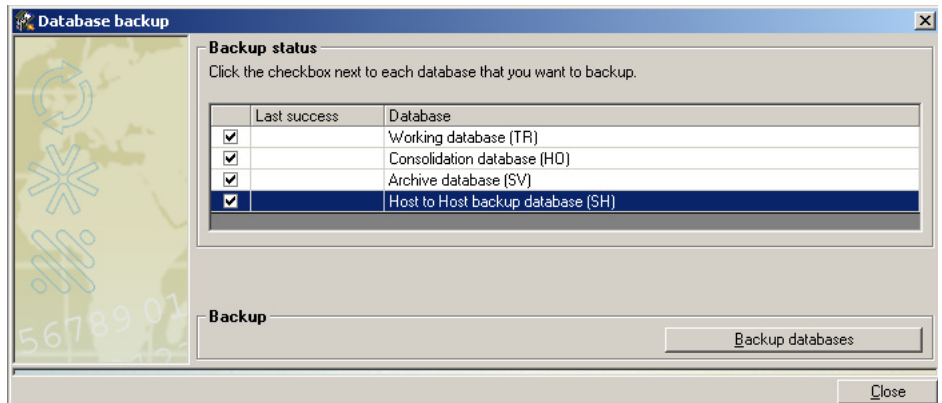 Database backup
Backup status
Click the checkbox next to each database that you want to backup.
Last success Database
Working database (TR)
Consolidation database (HO)
Archive database (SV)
Host to Host backup database (SH)
56789 01
Backup
Backup databases
Close